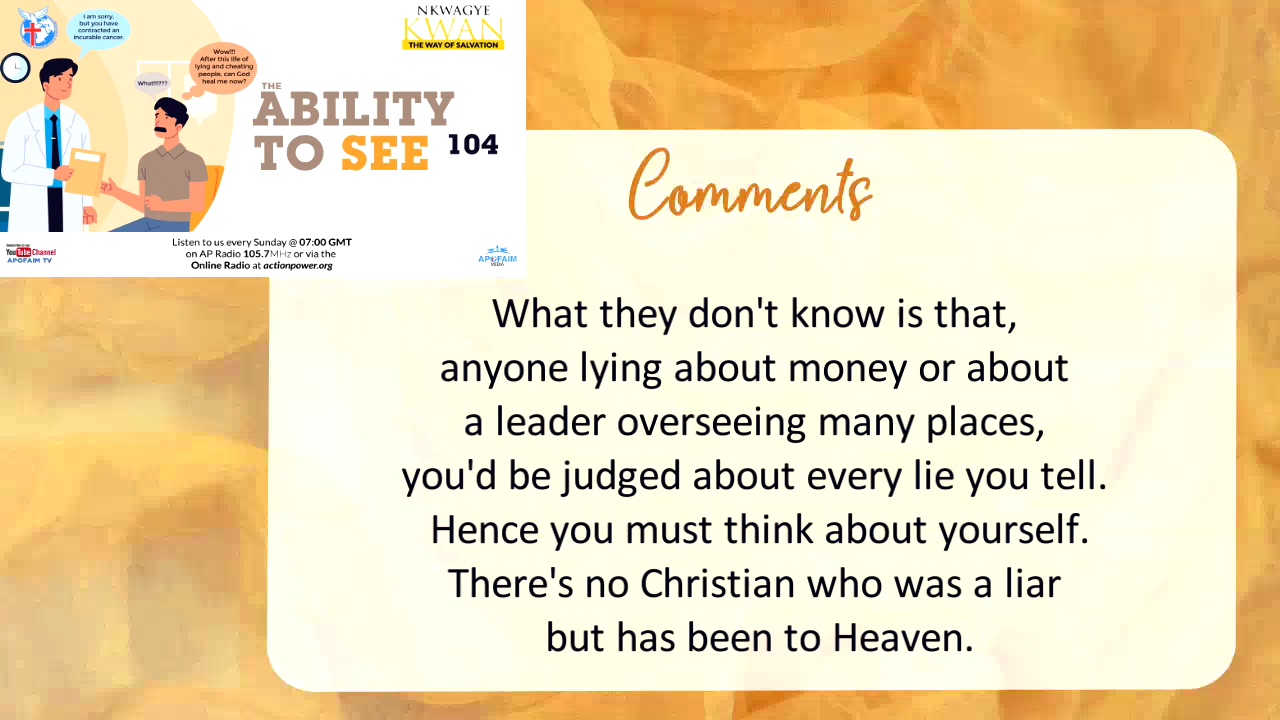 I am sorry,
but you have
contracted an
incurable cancer.
What!!!???
Wow!!!
After this life of
lying and cheating
people, can God
heal me now?
NKWAGYE
KWAN
THE WAY OF SALVATION
THE
ABILITY
TO SEE 104
YouTube Channel
APOFAIM TV
Listen to us every Sunday @ 07:00 GMT
on AP Radio 105.7MHz or via the
Online Radio at actionpower.org
APOFAIM
MEDIA
Comments
What they don't know is that,
anyone lying about money or about
a leader overseeing many places,
you'd be judged about every lie you tell.
Hence you must think about yourself.
There's no Christian who was a liar
but has been to Heaven.